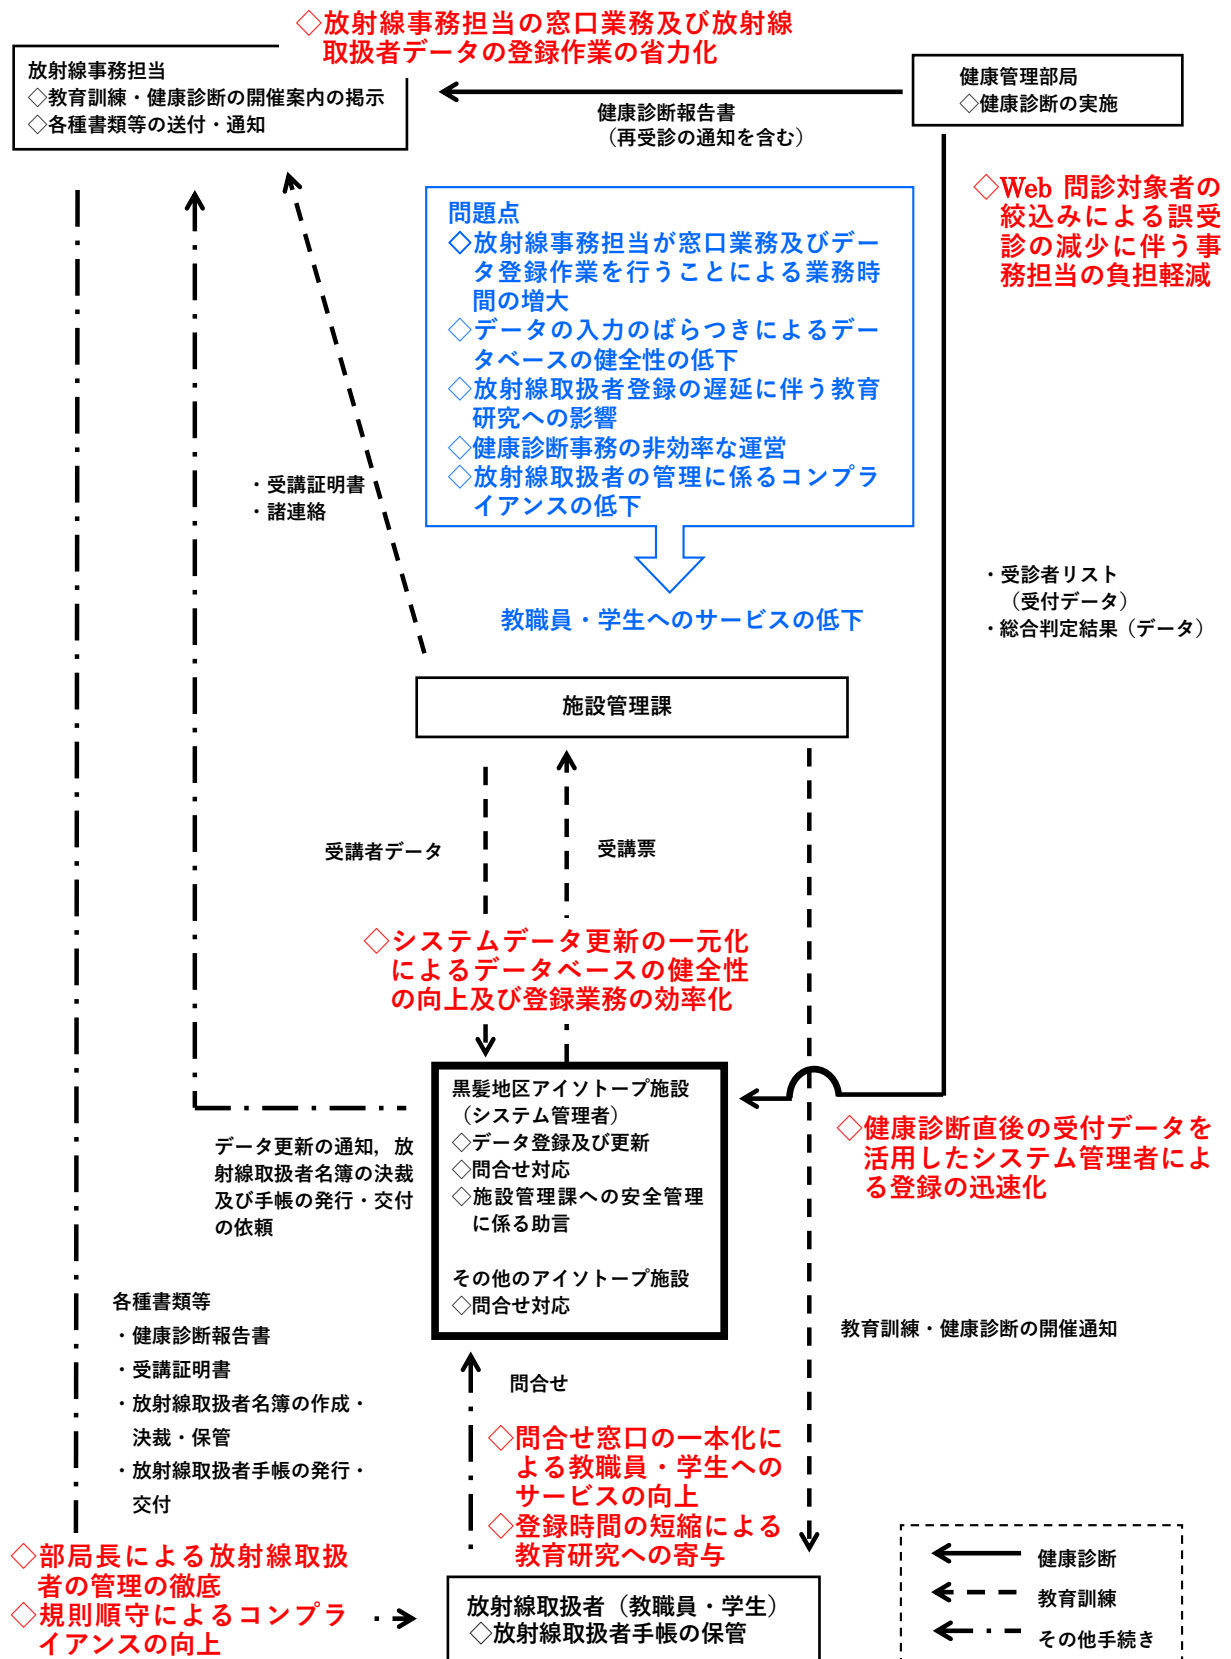 ◇放射線事務担当の窓口業務及び放射線
取扱者データの登録作業の省力化
放射線事務担当
◇教育訓練・健康診断の開催案内の掲示
◇各種書類等の送付・通知
健康管理部局
◇健康診断の実施
健康診断報告書
（再受診の通知を含む）
◇Web 問診対象者の
絞込みによる誤受
診の減少に伴う事
務担当の負担軽減
問題点
◇放射線事務担当が窓口業務及びデー
タ登録作業を行うことによる業務時
間の増大
◇データの入力のばらつきによるデー
タベースの健全性の低下
◇放射線取扱者登録の遅延に伴う教育
研究への影響
◇健康診断事務の非効率な運営
◇放射線取扱者の管理に係るコンプラ
イアンスの低下
・受講証明書
・諸連絡
教職員・学生へのサービスの低下
・受診者リスト
（受付データ）
・総合判定結果（データ）
施設管理課
受講者データ
受講票
◇システムデータ更新の一元化
によるデータベースの健全性
の向上及び登録業務の効率化
黒髪地区アイソトープ施設
（システム管理者）
◇データ登録及び更新
◇問合せ対応
◇施設管理課への安全管理
に係る助言
その他のアイソトープ施設
◇問合せ対応
データ更新の通知，放
射線取扱者名簿の決裁
及び手帳の発行・交付
の依頼
◇健康診断直後の受付データを
活用したシステム管理者によ
る登録の迅速化
各種書類等
・健康診断報告書
・受講証明書
・放射線取扱者名簿の作成・
決裁・保管
・放射線取扱者手帳の発行・
交付
教育訓練・健康診断の開催通知
問合せ
◇問合せ窓口の一本化に
よる教職員・学生への
サービスの向上
◇登録時間の短縮による
教育研究への寄与
◇部局長による放射線取扱
者の管理の徹底
◇規則順守によるコンプラ
イアンスの向上
放射線取扱者（教職員・学生）
◇放射線取扱者手帳の保管
健康診断
教育訓練
その他手続き